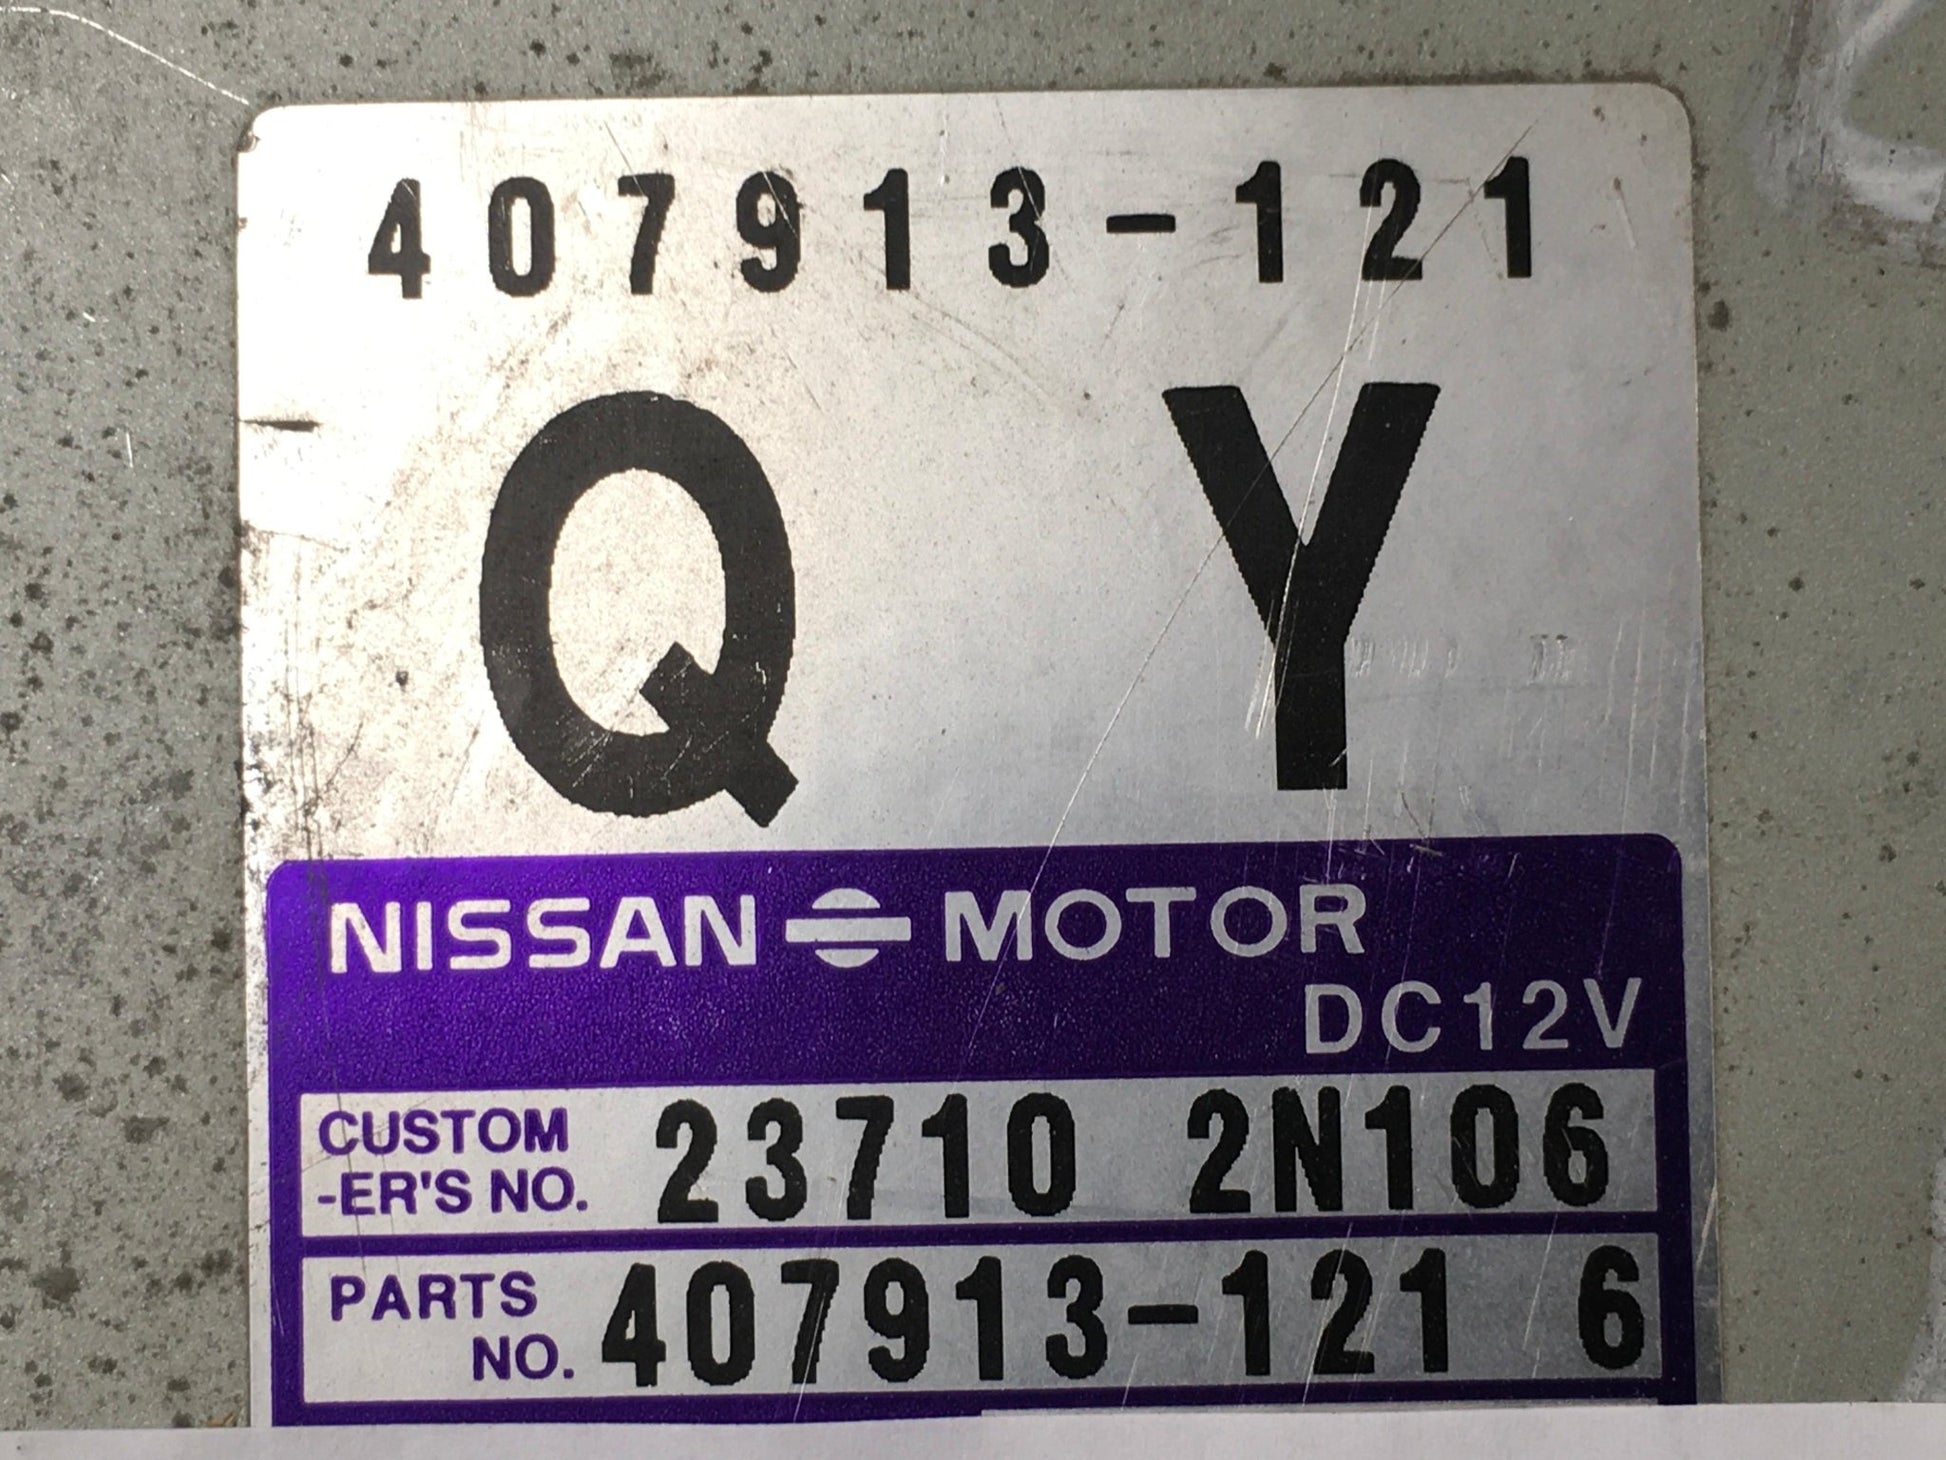 407913-121
Q Y
NISSAN MOTOR
DC12V
CUSTOM
-ER'S NO. 23710 2N106
PARTS
NO. 407913-121 6